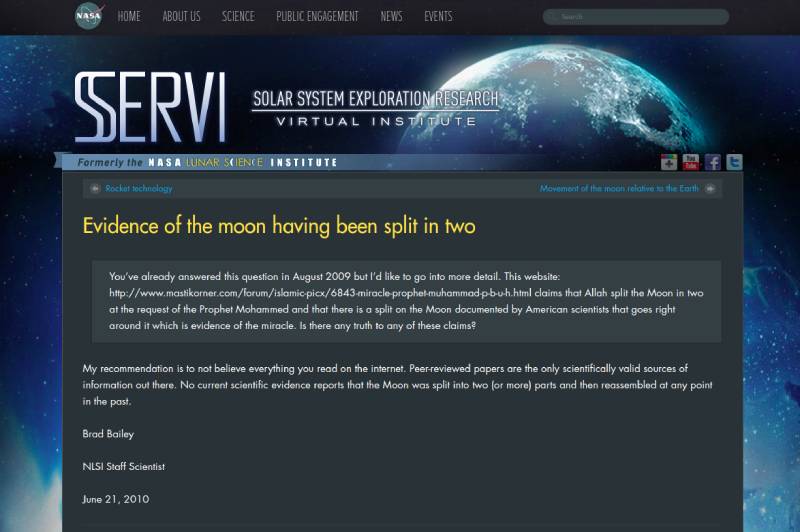 NASA
HOME
ABOUT US
SCIENCE
PUBLIC ENGAGEMENT
NEWS
EVENTS
Search
SSERVI
SOLAR SYSTEM EXPLORATION RESEARCH
VIRTUAL INSTITUTE
Formerly the NASA LUNAR SCIENCE INSTITUTE
You Tube
Rocket technology
Movement of the moon relative to the Earth
Evidence of the moon having been split in two
You've already answered this question in August 2009 but I'd like to go into more detail. This website:
http://www.mastikorner.com/forum/islamic-picx/6843-miracle-prophet-muhammad-p-b-u-h.html claims that Allah split the Moon in two
at the request of the Prophet Mohammed and that there is a split on the Moon documented by American scientists that goes right
around it which is evidence of the miracle. Is there any truth to any of these claims?
My recommendation is to not believe everything you read on the internet. Peer-reviewed papers are the only scientifically valid sources of
information out there. No current scientific evidence reports that the Moon was split into two (or more) parts and then reassembled at any point
in the past.
Brad Bailey
NLSI Staff Scientist
June 21, 2010